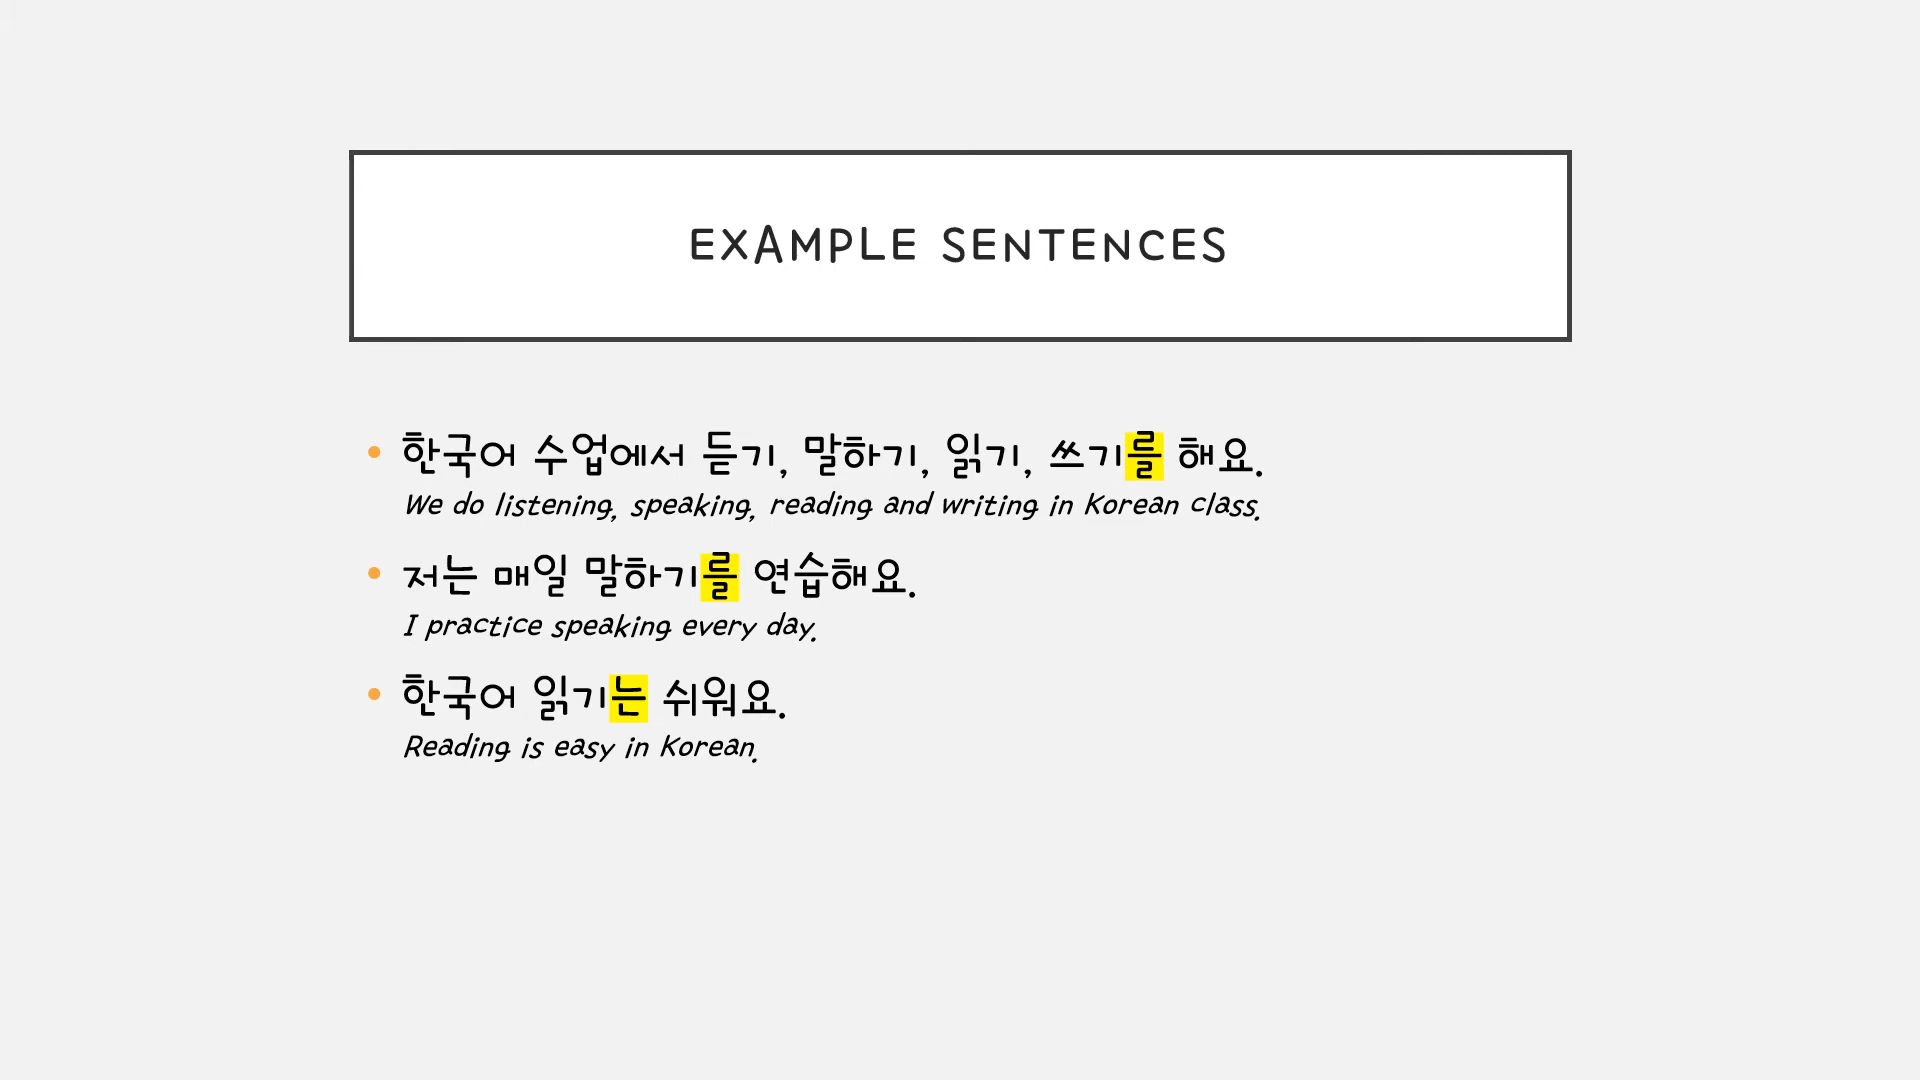 EXAMPLE SENTENCES
• 한국어 수업에서 듣기, 말하기, 읽기, 쓰기를 해요.
We do listening, speaking, reading and writing in Korean class.
• 저는 매일 말하기를 연습해요.
I practice speaking every day.
• 한국어 읽기는 쉬워요.
Reading is easy in Korean.